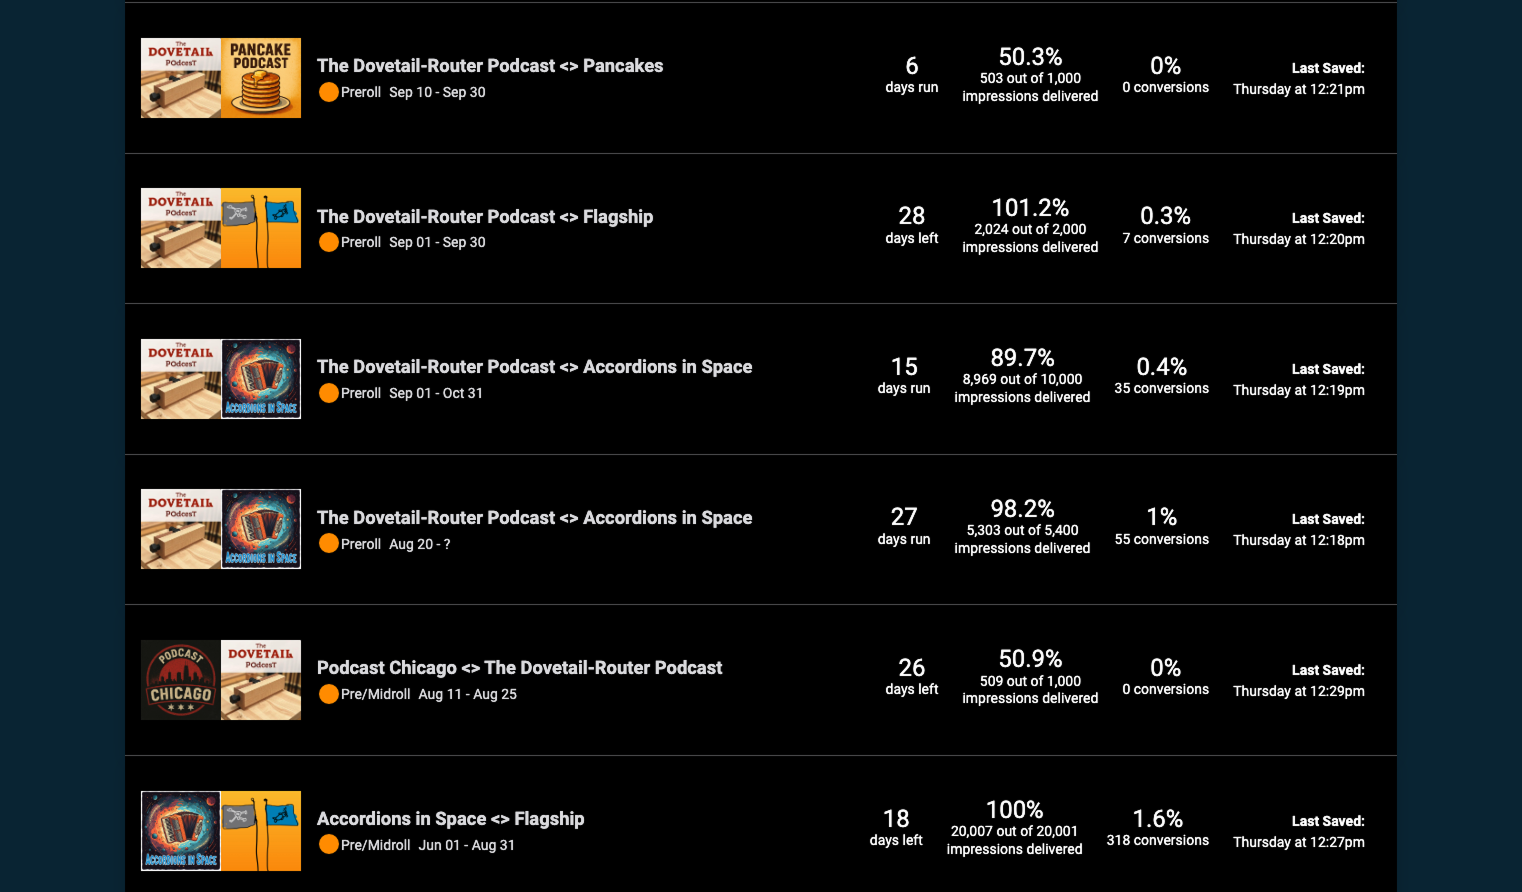 The
DOVETAIL
POdcesT
PANCAKE
PODCAST
The Dovetail-Router Podcast <> Pancakes
Preroll Sep 10 - Sep 30
6
days run
50.3%
503 out of 1,000
impressions delivered
0%
0 conversions
Last Saved:
Thursday at 12:21pm
The
DOVETAIL
POdcesT
The Dovetail-Router Podcast <> Flagship
Preroll Sep 01 - Sep 30
28
days left
101.2%
2,024 out of 2,000
impressions delivered
0.3%
7 conversions
Last Saved:
Thursday at 12:20pm
The
DOVETAIL
POdcesT
ACCORDIONS IN SPACE
The Dovetail-Router Podcast <> Accordions in Space
Preroll Sep 01 - Oct 31
15
days run
89.7%
8,969 out of 10,000
impressions delivered
0.4%
35 conversions
Last Saved:
Thursday at 12:19pm
The
DOVETAIL
POdcesT
ACCORDIONS IN SPACE
The Dovetail-Router Podcast <> Accordions in Space
Preroll Aug 20 - ?
27
days run
98.2%
5,303 out of 5,400
impressions delivered
1%
55 conversions
Last Saved:
Thursday at 12:18pm
PODCAST
CHICAGO
The
DOVETAIL
POdcesT
Podcast Chicago <> The Dovetail-Router Podcast
Pre/Midroll Aug 11 - Aug 25
26
days left
50.9%
509 out of 1,000
impressions delivered
0%
0 conversions
Last Saved:
Thursday at 12:29pm
ACCORDIONS IN SPACE
Accordions in Space <> Flagship
Pre/Midroll Jun 01 - Aug 31
18
days left
100%
20,007 out of 20,001
impressions delivered
1.6%
318 conversions
Last Saved:
Thursday at 12:27pm